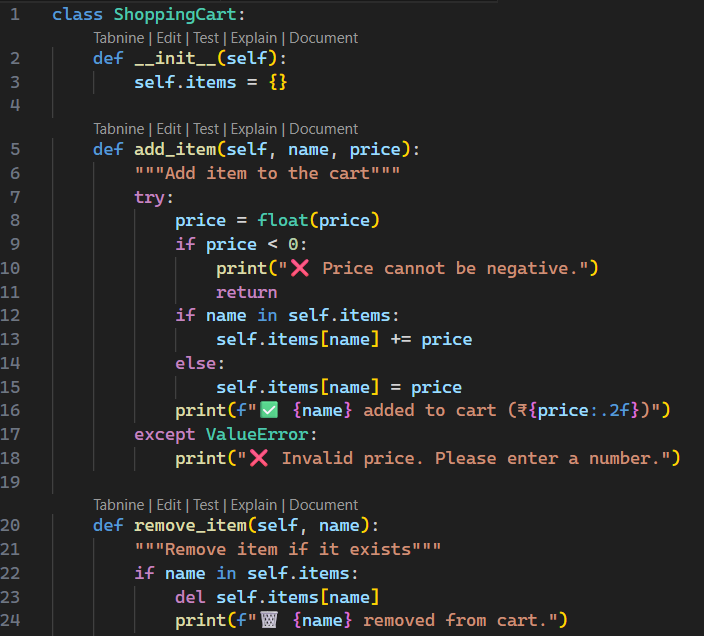 1 class ShoppingCart:
Tabnine | Edit | Test | Explain | Document
2     def __init__(self):
3         self.items = {}
4
Tabnine | Edit | Test | Explain | Document
5     def add_item(self, name, price):
6         """Add item to the cart"""
7         try:
8             price = float(price)
9             if price < 0:
10                 print("❌ Price cannot be negative.")
11                 return
12             if name in self.items:
13                 self.items[name] += price
14             else:
15                 self.items[name] = price
16             print(f"✅ {name} added to cart (₹{price:.2f})")
17         except ValueError:
18             print("❌ Invalid price. Please enter a number.")
19
Tabnine | Edit | Test | Explain | Document
20     def remove_item(self, name):
21         """Remove item if it exists"""
22         if name in self.items:
23             del self.items[name]
24             print(f"🗑️ {name} removed from cart.")